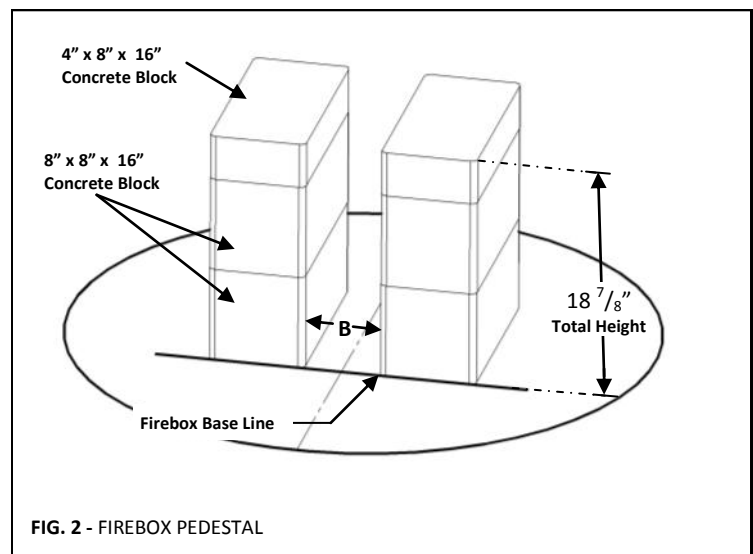 4” x 8” x 16”
Concrete Block
8” x 8” x 16”
Concrete Block
B
18 ⁷/₈”
Total Height
Firebox Base Line
FIG. 2 - FIREBOX PEDESTAL